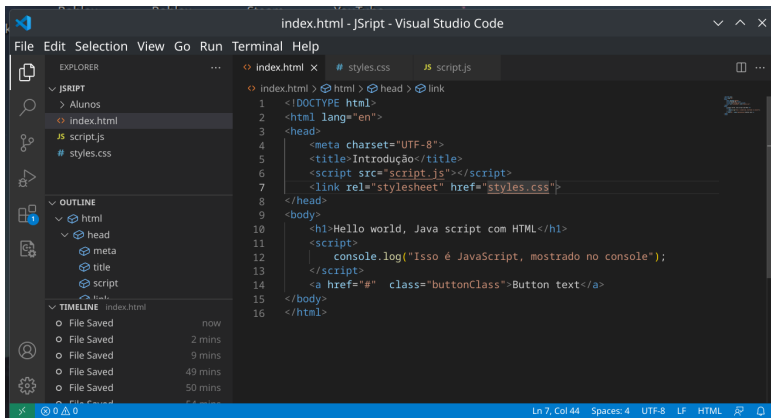 index.html - JSript - Visual Studio Code
File Edit Selection View Go Run Terminal Help
EXPLORER
JSRIPT
Alunos
index.html
script.js
styles.css
OUTLINE
html
head
meta
title
script
link
TIMELINE index.html
File Saved now
File Saved 2 mins
File Saved 9 mins
File Saved 49 mins
File Saved 50 mins
index.html
# styles.css
JS script.js
index.html > html > head > link
1 <!DOCTYPE html>
2 <html lang="en">
3 <head>
4 <meta charset="UTF-8">
5 <title>Introdução</title>
6 <script src="script.js"></script>
7 <link rel="stylesheet" href="styles.css">
8 </head>
9 <body>
10 <h1>Hello world, Java script com HTML</h1>
11 <script>
12 console.log("Isso é JavaScript, mostrado no console");
13 </script>
14 <a href="#" class="buttonClass">Button text</a>
15 </body>
16 </html>
1
0 0
Ln 7, Col 44 Spaces: 4 UTF-8 LF HTML